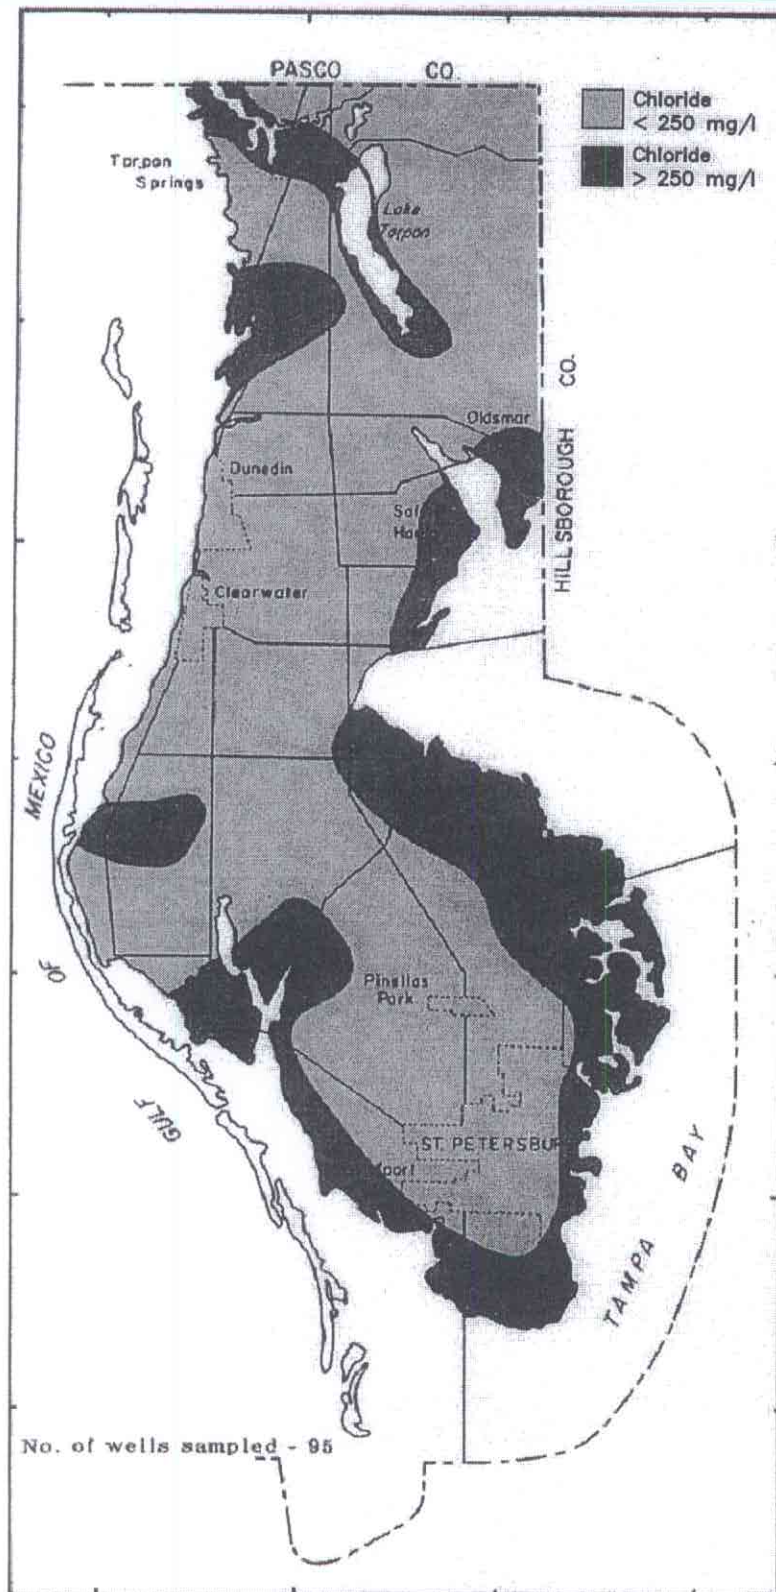 PASCO CO.
Chloride
< 250 mg/l
Chloride
> 250 mg/l
Tarpon
Springs
Lake
Tarpon
HILLSBOROUGH CO.
Oldsmar
Dunedin
Clearwater
GULF OF MEXICO
Pinellas
Park
ST. PETERSBU
TAMPA BAY
No. of wells sampled - 95